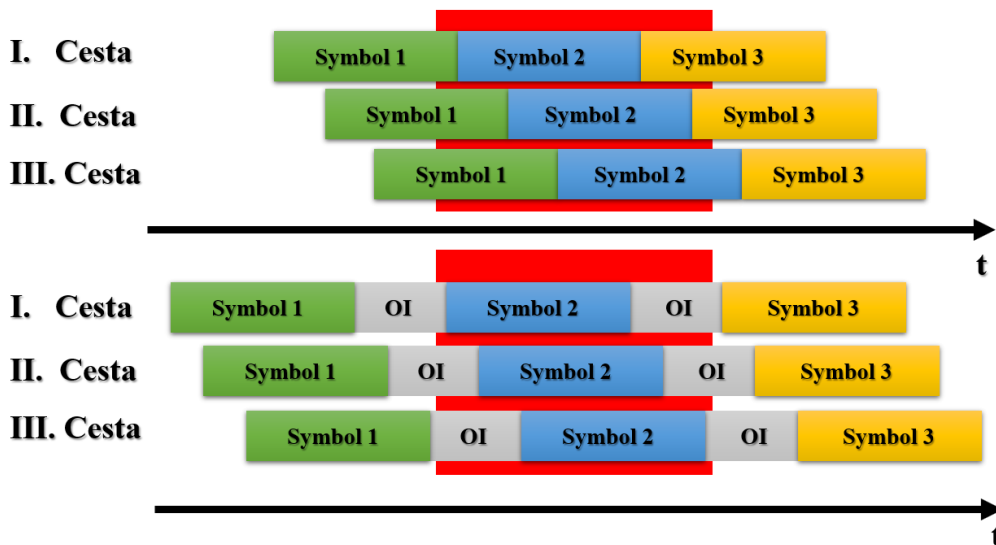 I. Cesta Symbol 1 Symbol 2 Symbol 3
II. Cesta Symbol 1 Symbol 2 Symbol 3
III. Cesta Symbol 1 Symbol 2 Symbol 3
t
I. Cesta Symbol 1 OI Symbol 2 OI Symbol 3
II. Cesta Symbol 1 OI Symbol 2 OI Symbol 3
III. Cesta Symbol 1 OI Symbol 2 OI Symbol 3
t